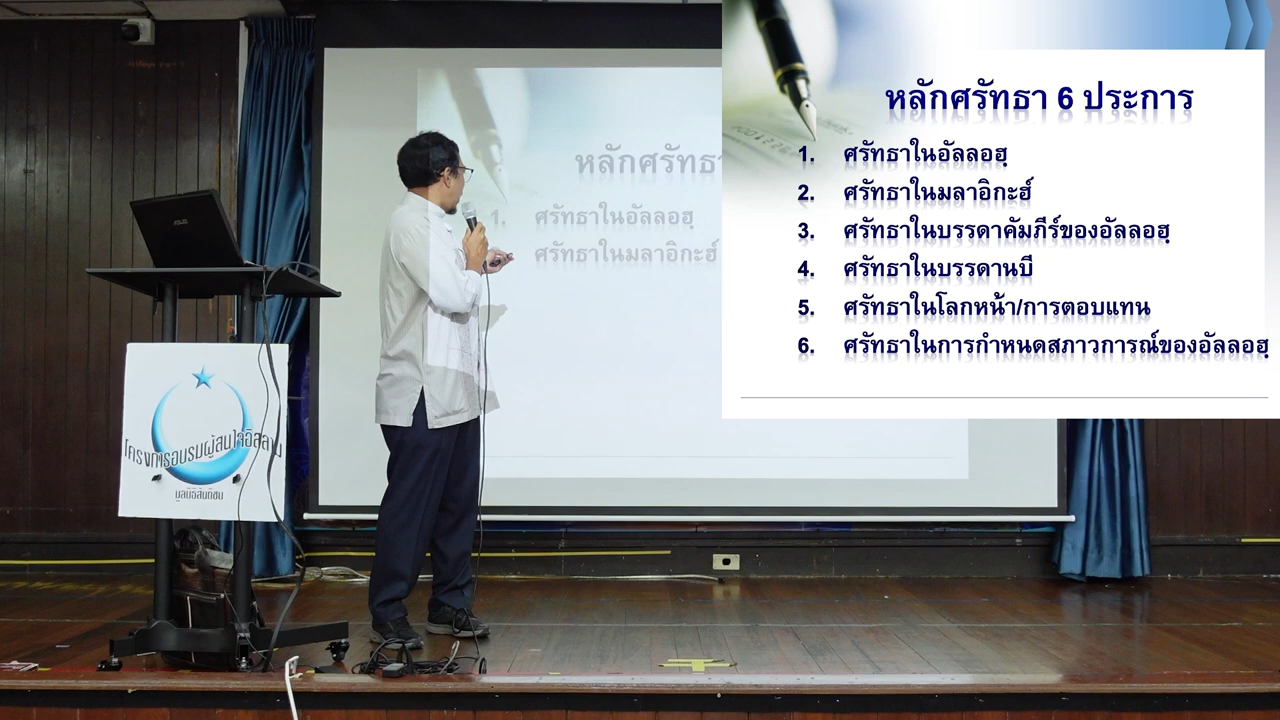 หลักศรัทธา 6 ประการ
1. ศรัทธาในอัลลอฮฺ
2. ศรัทธาในมลาอิกะฮ์
3. ศรัทธาในบรรดาคัมภีร์ของอัลลอฮฺ
4. ศรัทธาในบรรดานบี
5. ศรัทธาในโลกหน้า/การตอบแทน
6. ศรัทธาในการกำหนดสภาวการณ์ของอัลลอฮฺ
หลักศรัทธา
1. ศรัทธาในอัลลอฮฺ
ศรัทธาในมลาอิกะฮ์
ASUS
โครงการอบรมผู้สนใจอิสลาม
มูลนิธิสันติชน